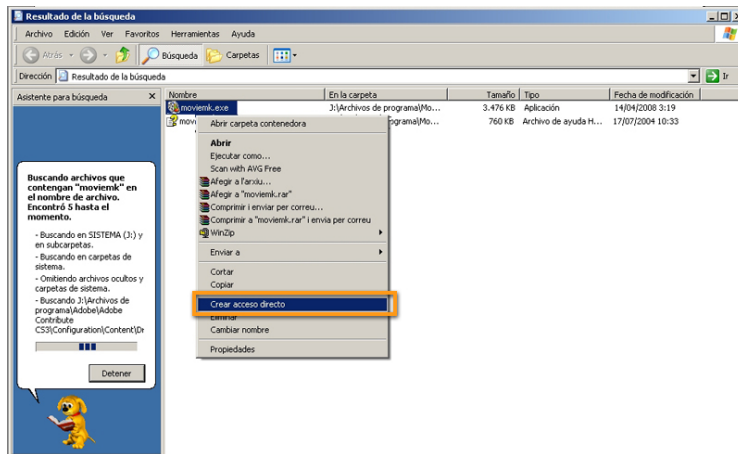 Resultado de la búsqueda
Archivo Edición Ver Favoritos Herramientas Ayuda
Atrás Búsqueda Carpetas
Dirección Resultado de la búsqueda Ir
Asistente para búsqueda
Nombre En la carpeta Tamaño Tipo Fecha de modificación
moviemk.exe J:\Archivos de programa\Mo... 3.476 KB Aplicación 14/04/2008 3:19
760 KB Archivo de ayuda H... 17/07/2004 10:33
Abrir carpeta contenedora
Abrir
Ejecutar como...
Scan with AVG Free
Afegir a l'arxiu...
Afegir a "moviemk.rar"
Comprimir i enviar per correu...
Comprimir a "moviemk.rar" i envia per correu
WinZip
Enviar a
Cortar
Copiar
Crear acceso directo
Eliminar
Cambiar nombre
Propiedades
Buscando archivos que
contengan "moviemk" en
el nombre de archivo.
Encontró 5 hasta el
momento.
- Buscando en SISTEMA (J:) y
en subcarpetas.
- Buscando en carpetas de
sistema.
- Omitiendo archivos ocultos y
carpetas de sistema.
- Buscando J:\Archivos de
programa\Adobe\Adobe
Contribute
CS3\Configuration\Content\Dr
Detener